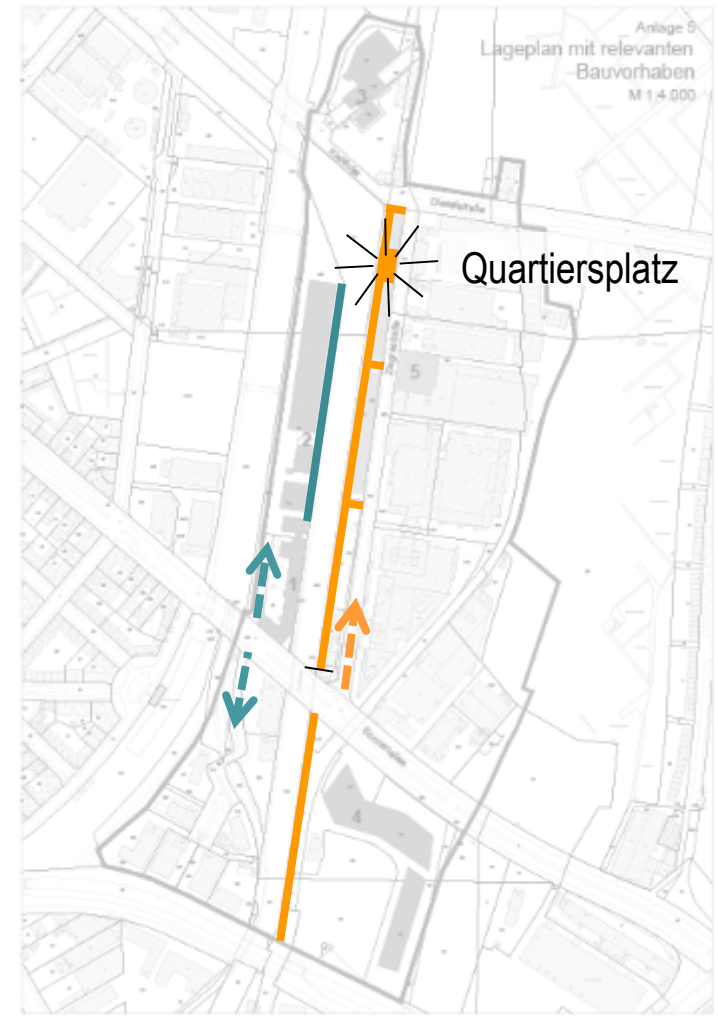 Anlage 5
Lageplan mit relevanten
Bauvorhaben
M 1:4.000
3
Quartiersplatz
5
2
1
4